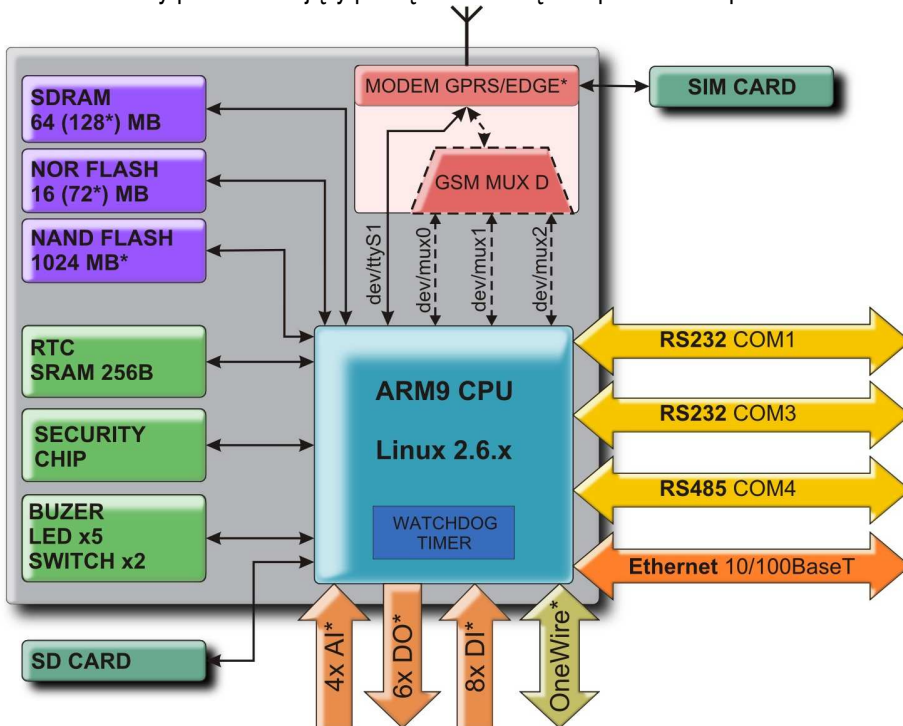 MODEM GPRS/EDGE*
SIM CARD
SDRAM
64 (128*) MB
NOR FLASH
16 (72*) MB
NAND FLASH
1024 MB*
GSM MUX D
dev/ttyS1
dev/mux0
dev/mux1
dev/mux2
RTC
SRAM 256B
SECURITY
CHIP
BUZER
LED x5
SWITCH x2
SD CARD
ARM9 CPU
Linux 2.6.x
WATCHDOG
TIMER
RS232 COM1
RS232 COM3
RS485 COM4
Ethernet 10/100BaseT
4x AI*
6x DO*
8x DI*
OneWire*